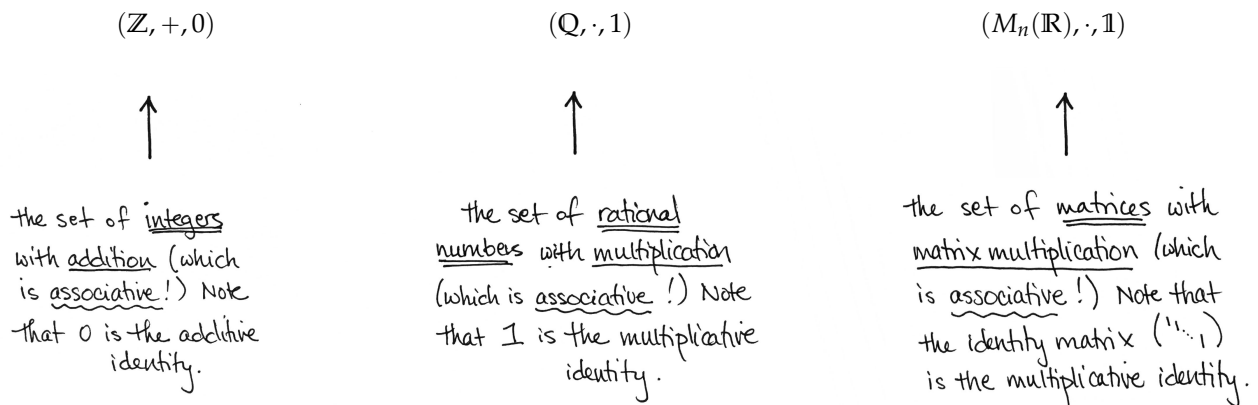 (ℤ, +, 0)
(ℚ, ·, 1)
(Mₙ(ℝ), ·, 𝟙)
the set of integers
with addition (which
is associative!) Note
that 0 is the additive
identity.
the set of rational
numbers with multiplication
(which is associative!) Note
that 1 is the multiplicative
identity.
the set of matrices with
matrix multiplication (which
is associative!) Note that
the identity matrix (¹¹⋱₁)
is the multiplicative identity.